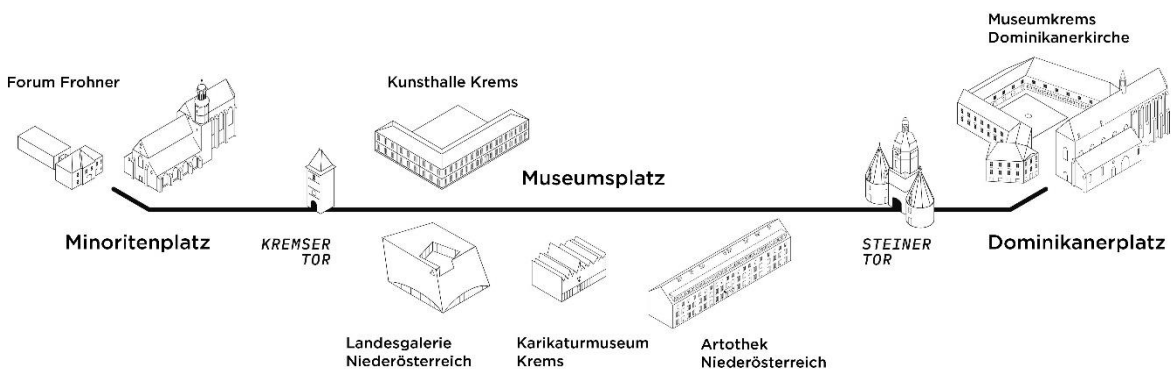 Museumkrems
Dominikanerkirche
Forum Frohner
Kunsthalle Krems
Museumsplatz
Minoritenplatz
KREMSER
TOR
STEINER
TOR
Dominikanerplatz
Landesgalerie
Niederösterreich
Karikaturmuseum
Krems
Artothek
Niederösterreich